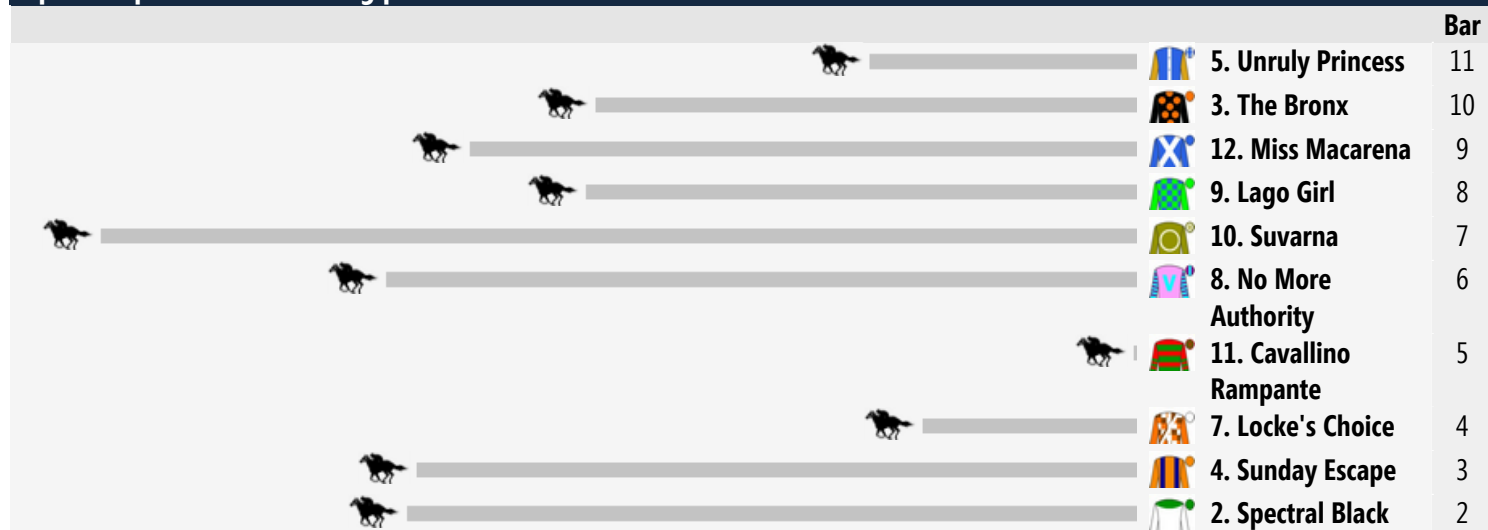 Bar
5. Unruly Princess 11
3. The Bronx 10
12. Miss Macarena 9
9. Lago Girl 8
10. Suvarna 7
8. No More 6
Authority
11. Cavallino 5
Rampante
7. Locke's Choice 4
4. Sunday Escape 3
2. Spectral Black 2